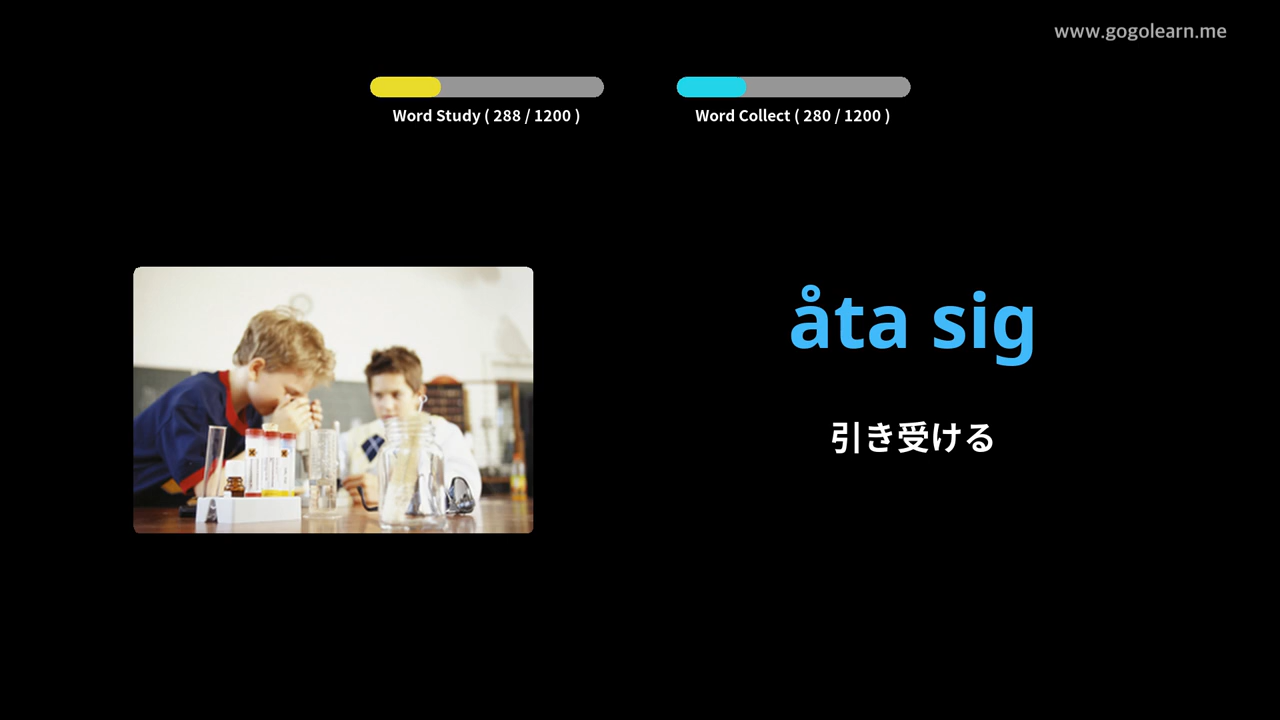 www.gogolearn.me
Word Study ( 288 / 1200 )
Word Collect ( 280 / 1200 )
åta sig
引き受ける